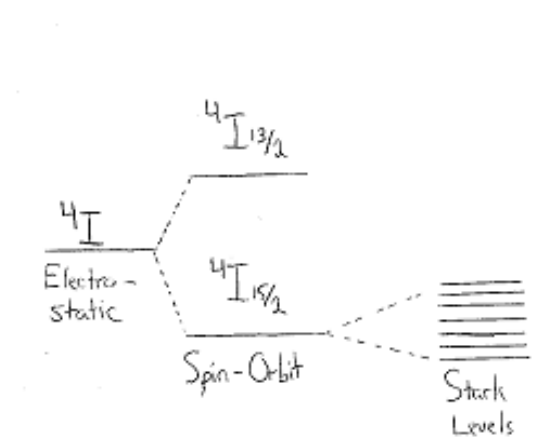 ⁴I₁₃/₂
⁴I
Electro-
static
⁴I₁₅/₂
Spin-Orbit
Stark
Levels